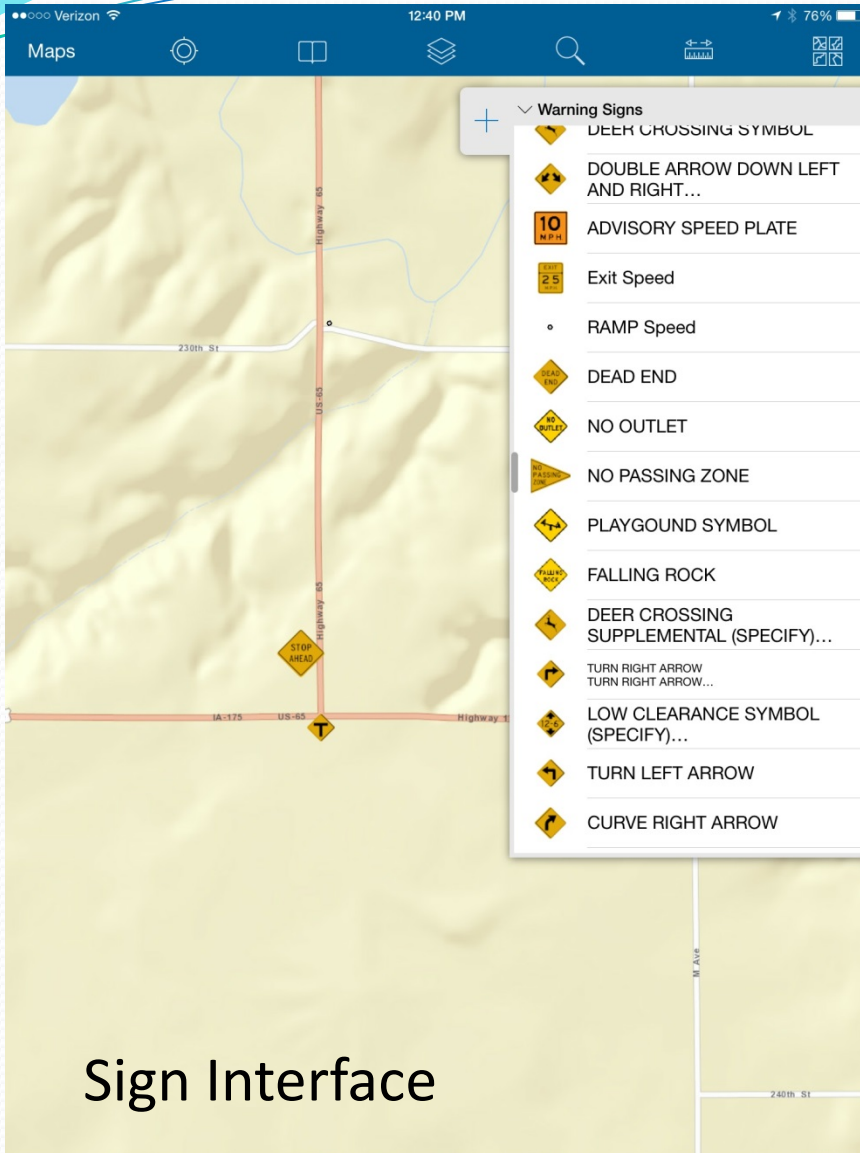 Verizon 12:40 PM 76%
Maps
Warning Signs
DEER CROSSING SYMBOL
DOUBLE ARROW DOWN LEFT
AND RIGHT…
10
NPH
ADVISORY SPEED PLATE
EXIT
25
Exit Speed
RAMP Speed
DEAD
END
DEAD END
NO
OUTLET
NO OUTLET
NO
PASSING
ZONE
NO PASSING ZONE
PLAYGOUND SYMBOL
FALLING
ROCK
FALLING ROCK
DEER CROSSING
SUPPLEMENTAL (SPECIFY)…
TURN RIGHT ARROW
TURN RIGHT ARROW…
12-6
LOW CLEARANCE SYMBOL
(SPECIFY)…
TURN LEFT ARROW
CURVE RIGHT ARROW
Highway 65
230th St
US-65
Highway 65
STOP
AHEAD
IA-175 US-65 Highway 1
M Ave
240th St
Sign Interface